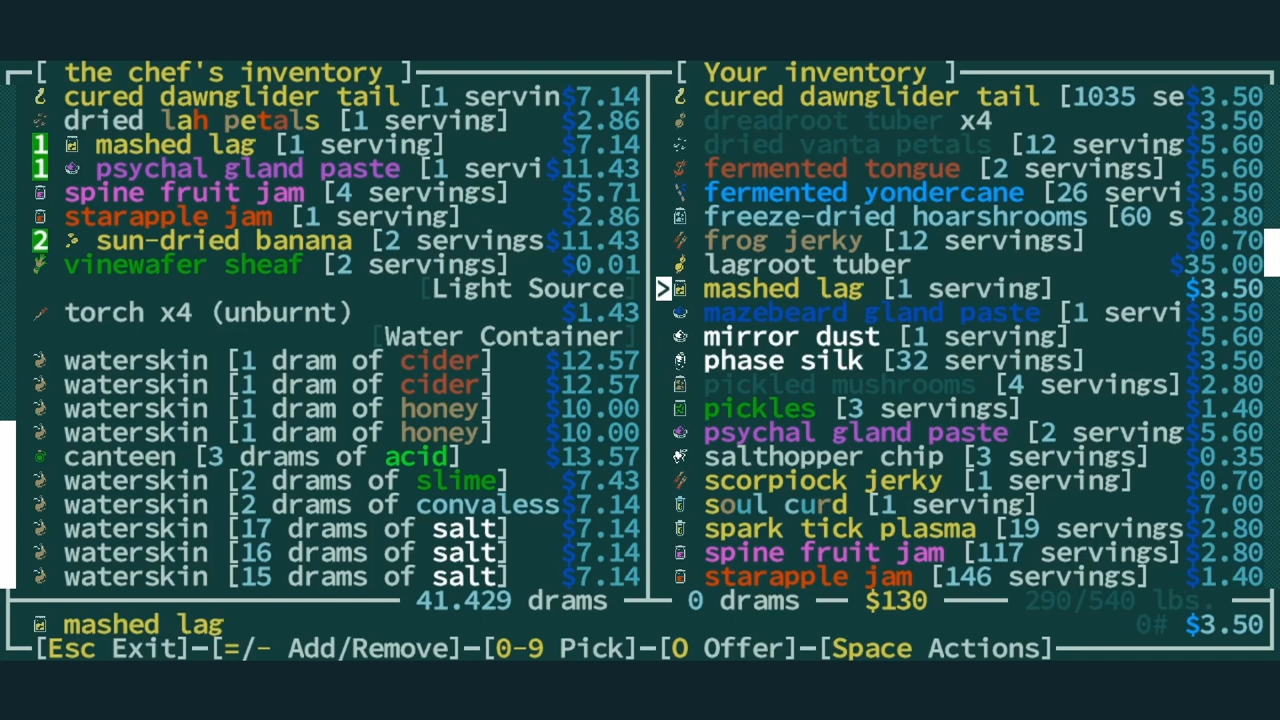 [ the chef's inventory ]
cured dawnglider tail [1 servin$7.14
dried lah petals [1 serving] $2.86
1 mashed lag [1 serving] $7.14
1 psychal gland paste [1 servi$11.43
spine fruit jam [4 servings] $5.71
starapple jam [1 serving] $2.86
2 sun-dried banana [2 servings$11.43
vinewafer sheaf [2 servings] $0.01
[Light Source]
torch x4 (unburnt) $1.43
[Water Container]
waterskin [1 dram of cider] $12.57
waterskin [1 dram of cider] $12.57
waterskin [1 dram of honey] $10.00
waterskin [1 dram of honey] $10.00
canteen [3 drams of acid] $13.57
waterskin [2 drams of slime] $7.43
waterskin [2 drams of convaless$7.14
waterskin [17 drams of salt] $7.14
waterskin [16 drams of salt] $7.14
waterskin [15 drams of salt] $7.14
41.429 drams
[ Your inventory ]
cured dawnglider tail [1035 se$3.50
dreadroot tuber x4 $3.50
dried vanta petals [12 serving$5.60
fermented tongue [2 servings] $5.60
fermented yondercane [26 servi$3.50
freeze-dried hoarshrooms [60 s$2.80
frog jerky [12 servings] $0.70
lagroot tuber $35.00
> mashed lag [1 serving] $3.50
mazebeard gland paste [1 servi$3.50
mirror dust [1 serving] $5.60
phase silk [32 servings] $3.50
pickled mushrooms [4 servings] $2.80
pickles [3 servings] $1.40
psychal gland paste [2 serving$5.60
salthopper chip [3 servings] $0.35
scorpiock jerky [1 serving] $0.70
soul curd [1 serving] $7.00
spark tick plasma [19 servings$2.80
spine fruit jam [117 servings] $2.80
starapple jam [146 servings] $1.40
0 drams — $130 290/540 lbs.
mashed lag 0# $3.50
[Esc Exit]—[=/- Add/Remove]—[0-9 Pick]—[O Offer]—[Space Actions]